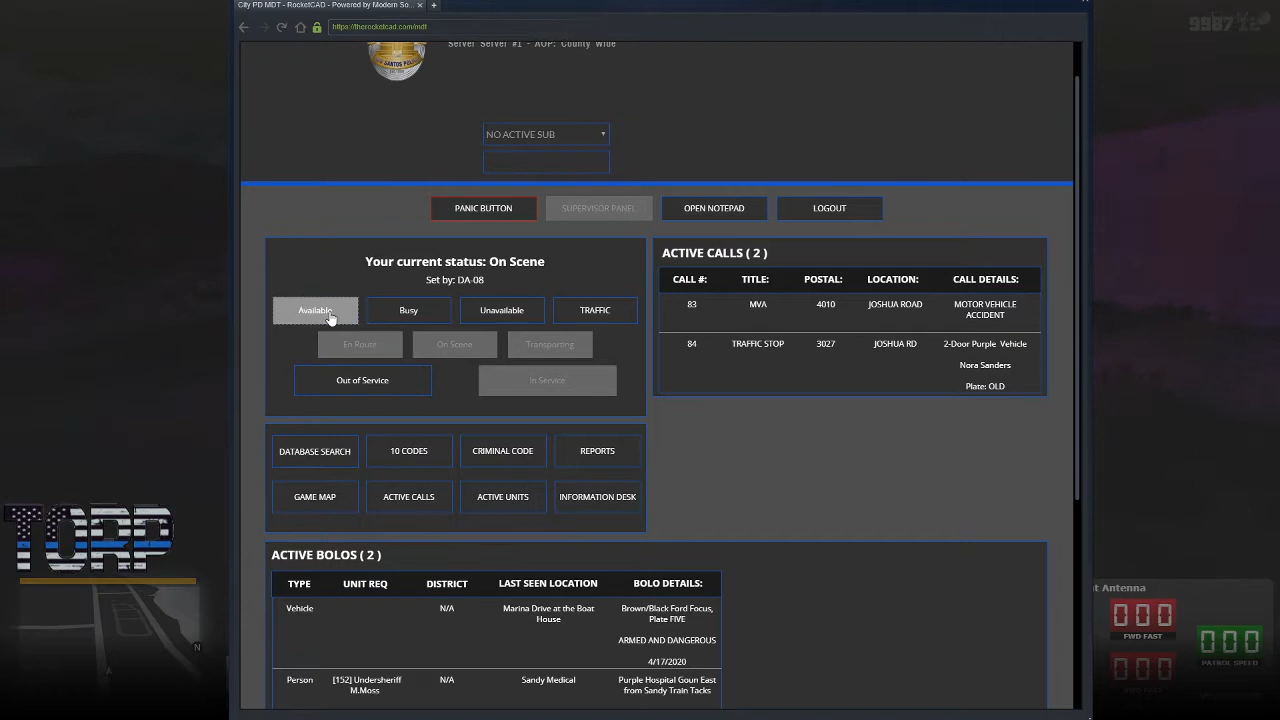 City PD MDT - RocketCAD - Powered by Modern So...
https://therocketcad.com/mdt
Server Server #1 - AOP: County Wide
NO ACTIVE SUB
PANIC BUTTON
SUPERVISOR PANEL
OPEN NOTEPAD
LOGOUT
Your current status: On Scene
Set by: DA-08
Available
Busy
Unavailable
TRAFFIC
En Route
On Scene
Transporting
Out of Service
In Service
ACTIVE CALLS ( 2 )
CALL #: TITLE: POSTAL: LOCATION: CALL DETAILS:
83 MVA 4010 JOSHUA ROAD MOTOR VEHICLE
ACCIDENT
84 TRAFFIC STOP 3027 JOSHUA RD 2-Door Purple Vehicle
Nora Sanders
Plate: OLD
DATABASE SEARCH
10 CODES
CRIMINAL CODE
REPORTS
GAME MAP
ACTIVE CALLS
ACTIVE UNITS
INFORMATION DESK
ACTIVE BOLOS ( 2 )
TYPE UNIT REQ DISTRICT LAST SEEN LOCATION BOLO DETAILS:
Vehicle N/A Marina Drive at the Boat Brown/Black Ford Focus,
House Plate FIVE
ARMED AND DANGEROUS
4/17/2020
Person [152] Undersheriff N/A Sandy Medical Purple Hospital Goun East
M.Moss from Sandy Train Tacks
TORP
N
t Antenna
000
FWD FAST
000
PATROL SPEED
000